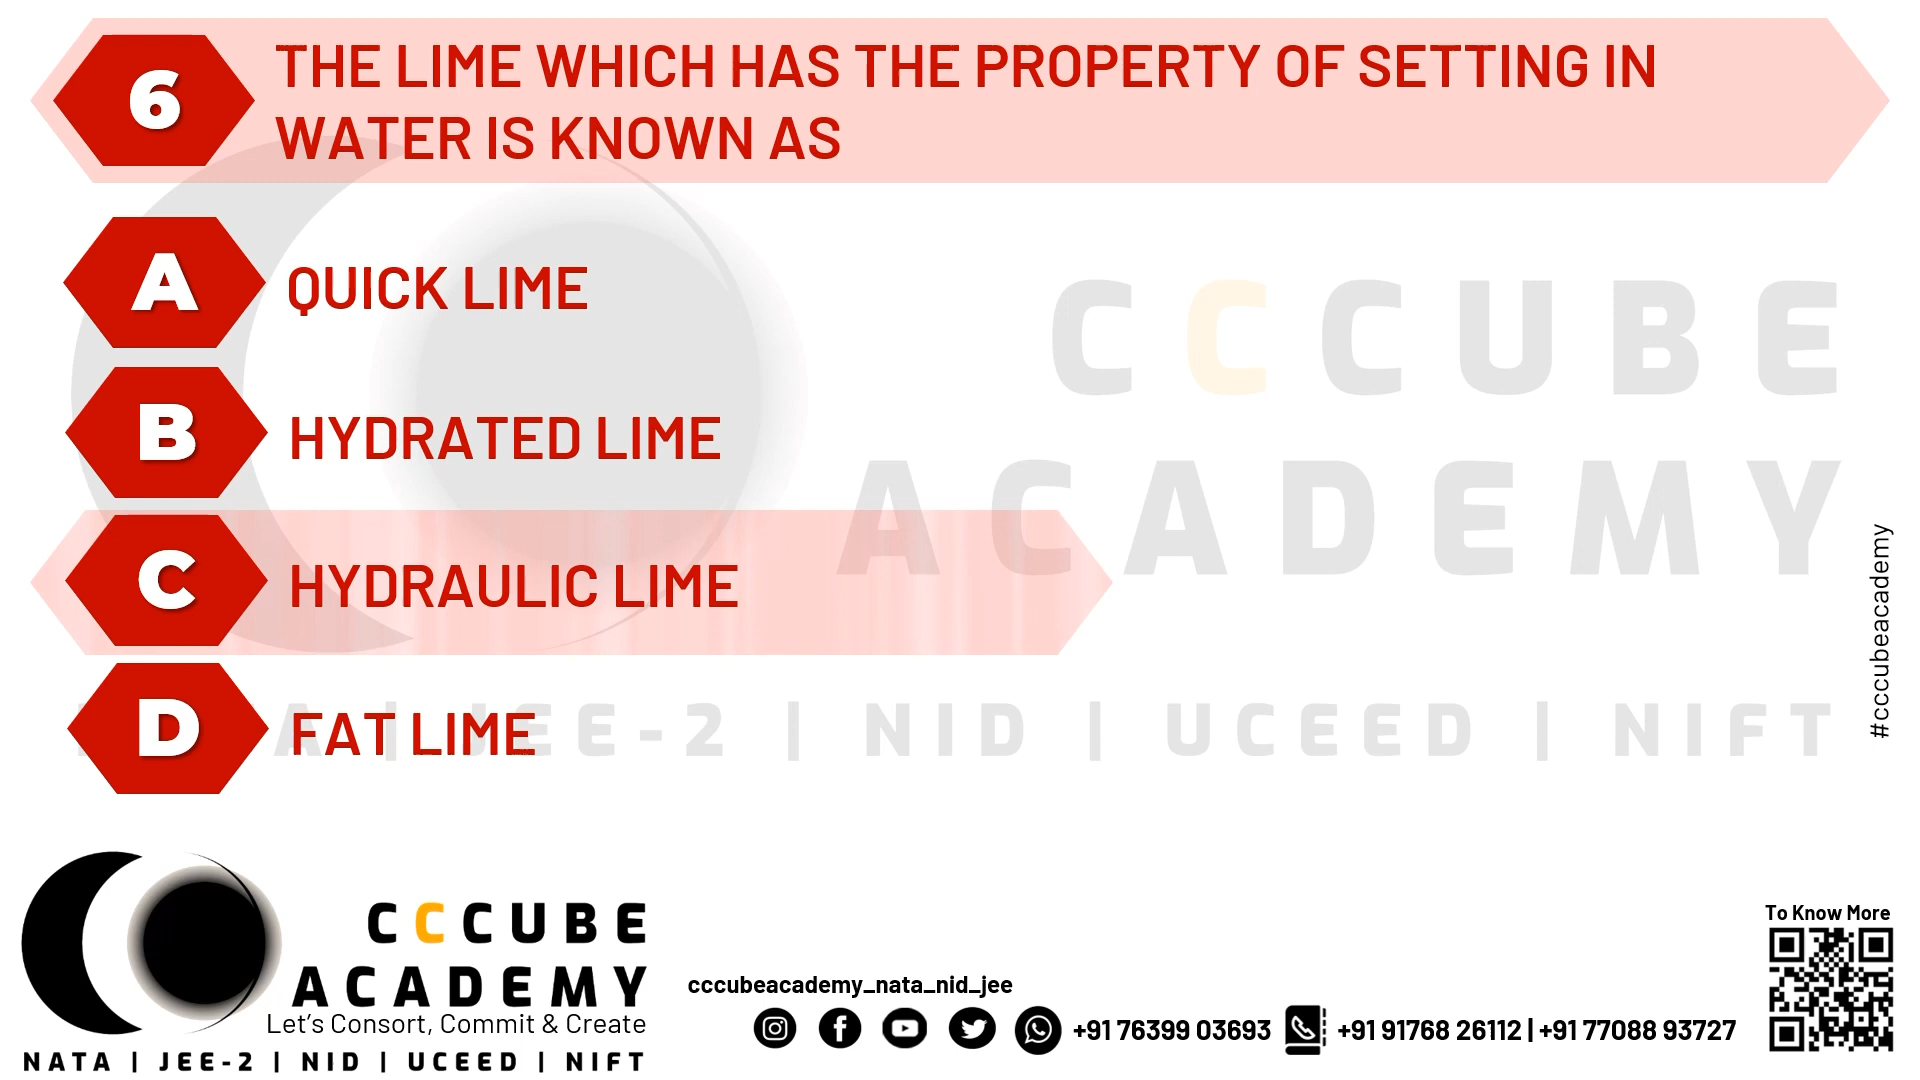 6
THE LIME WHICH HAS THE PROPERTY OF SETTING IN
WATER IS KNOWN AS
A
QUICK LIME
B
HYDRATED LIME
C
HYDRAULIC LIME
D
FAT LIME
CCCUBE
ACADEMY
A | JEE-2 | NID | UCEED | NIFT
#cccubeacademy
CCCUBE
ACADEMY
Let's Consort, Commit & Create
NATA | JEE-2 | NID | UCEED | NIFT
cccubeacademy_nata_nid_jee
+91 76399 03693
+91 91768 26112 | +91 77088 93727
To Know More